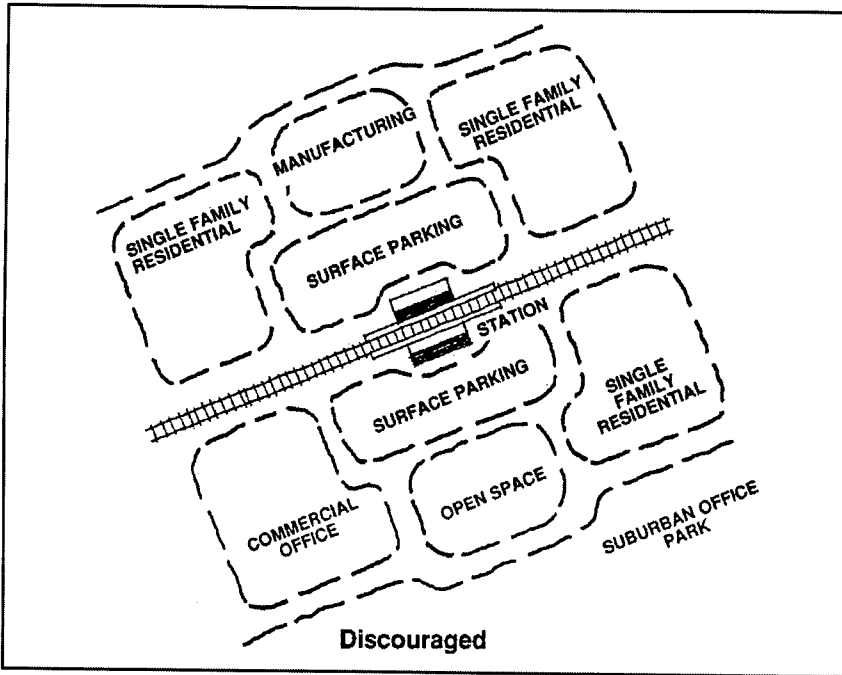 MANUFACTURING
SINGLE FAMILY
RESIDENTIAL
SINGLE FAMILY
RESIDENTIAL
SURFACE PARKING
STATION
SURFACE PARKING
SINGLE
FAMILY
RESIDENTIAL
COMMERCIAL
OFFICE
OPEN SPACE
SUBURBAN OFFICE
PARK
Discouraged